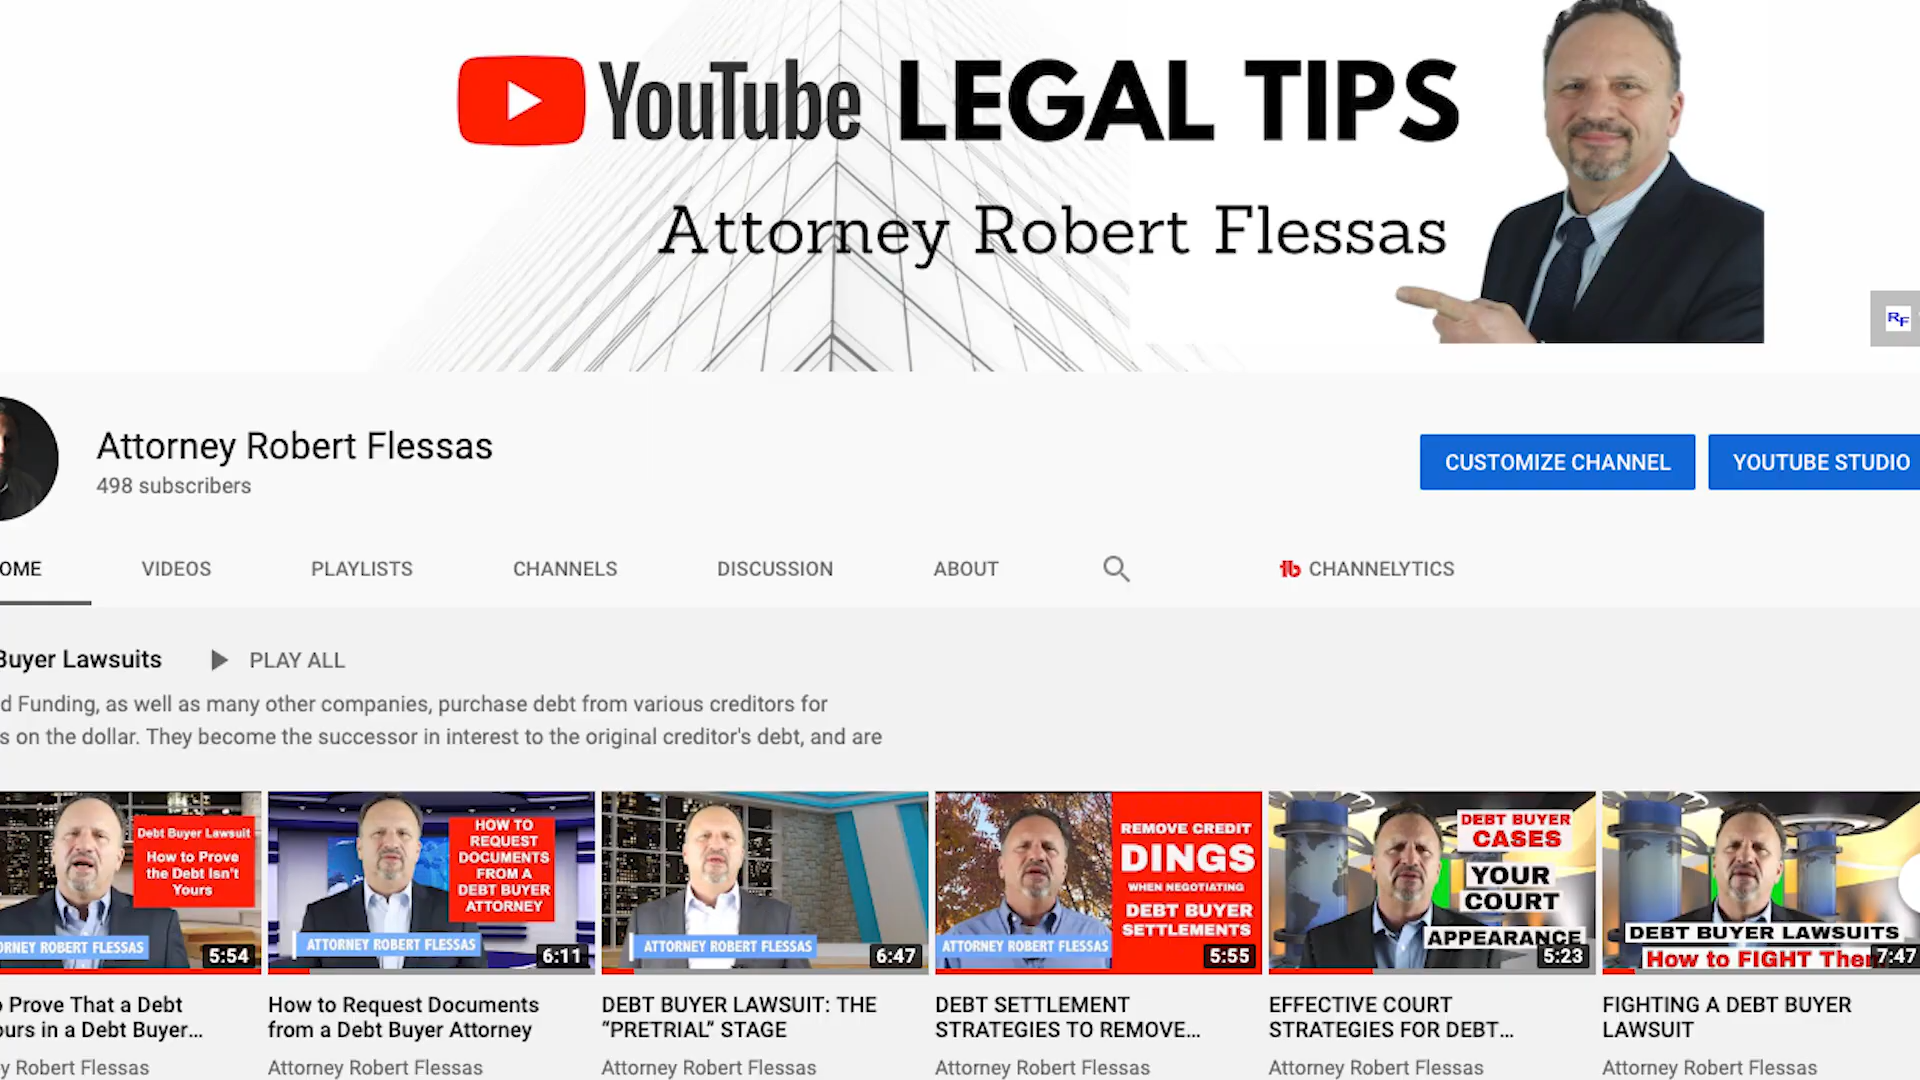 YouTube LEGAL TIPS
Attorney Robert Flessas
RF
Attorney Robert Flessas
498 subscribers
CUSTOMIZE CHANNEL
YOUTUBE STUDIO
OME
VIDEOS
PLAYLISTS
CHANNELS
DISCUSSION
ABOUT
tb CHANNELYTICS
Buyer Lawsuits
PLAY ALL
d Funding, as well as many other companies, purchase debt from various creditors for
s on the dollar. They become the successor in interest to the original creditor's debt, and are
Debt Buyer Lawsuit
How to Prove
the Debt Isn't
Yours
ORNEY ROBERT FLESSAS
5:54
HOW TO
REQUEST
DOCUMENTS
FROM A
DEBT BUYER
ATTORNEY
ATTORNEY ROBERT FLESSAS
6:11
ATTORNEY ROBERT FLESSAS
6:47
REMOVE CREDIT
DINGS
WHEN NEGOTIATING
DEBT BUYER
SETTLEMENTS
ATTORNEY ROBERT FLESSAS
5:55
DEBT BUYER
CASES
YOUR
COURT
APPEARANCE
5:23
DEBT BUYER LAWSUITS
How to FIGHT Them
7:47
o Prove That a Debt
ours in a Debt Buyer...
y Robert Flessas
How to Request Documents
from a Debt Buyer Attorney
Attorney Robert Flessas
DEBT BUYER LAWSUIT: THE
“PRETRIAL” STAGE
Attorney Robert Flessas
DEBT SETTLEMENT
STRATEGIES TO REMOVE...
Attorney Robert Flessas
EFFECTIVE COURT
STRATEGIES FOR DEBT...
Attorney Robert Flessas
FIGHTING A DEBT BUYER
LAWSUIT
Attorney Robert Flessas